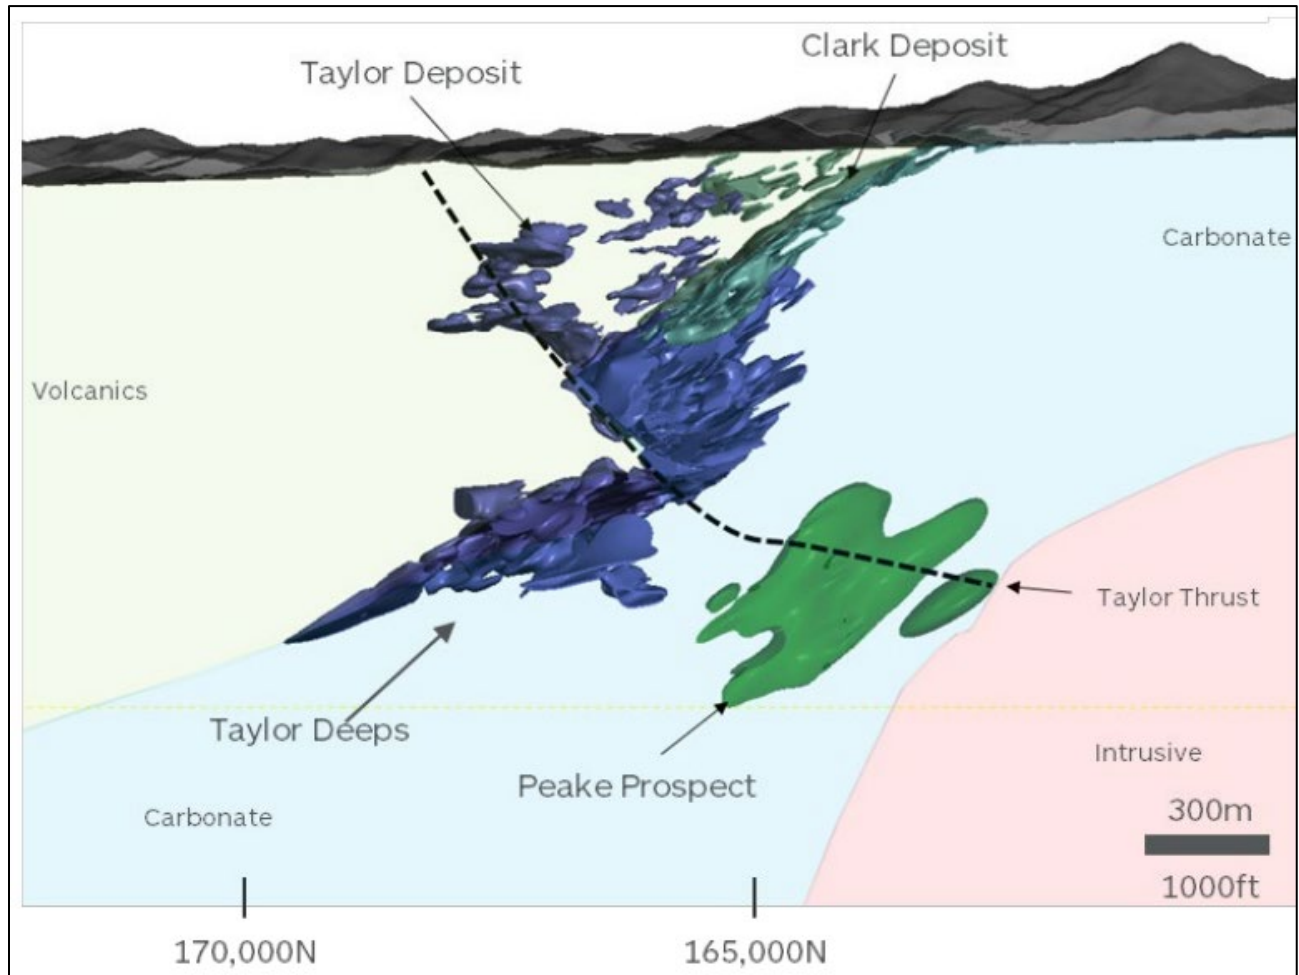 Clark Deposit
Taylor Deposit
Carbonate
Volcanics
Taylor Thrust
Taylor Deeps
Intrusive
Peake Prospect
300m
Carbonate
1000ft
170,000N
165,000N